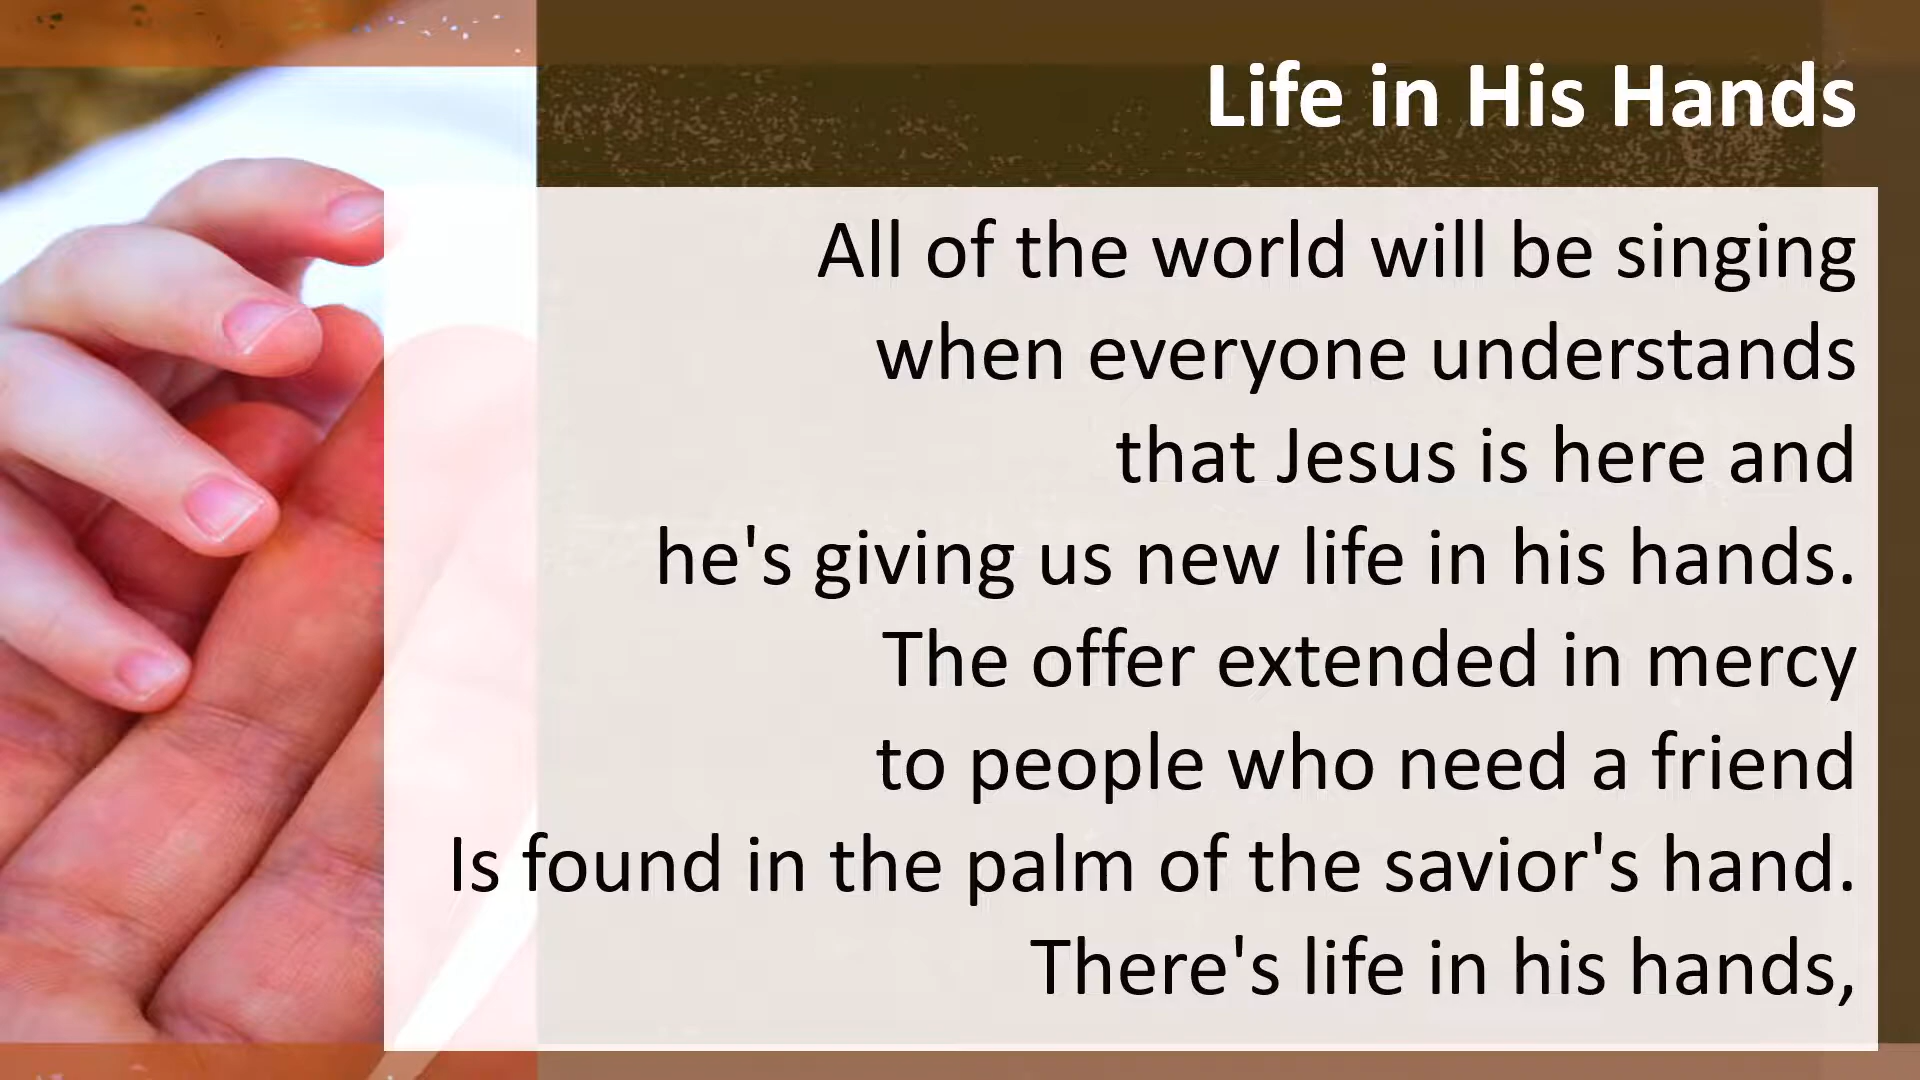 Life in His Hands
All of the world will be singing
when everyone understands
that Jesus is here and
he's giving us new life in his hands.
The offer extended in mercy
to people who need a friend
Is found in the palm of the savior's hand.
There's life in his hands,